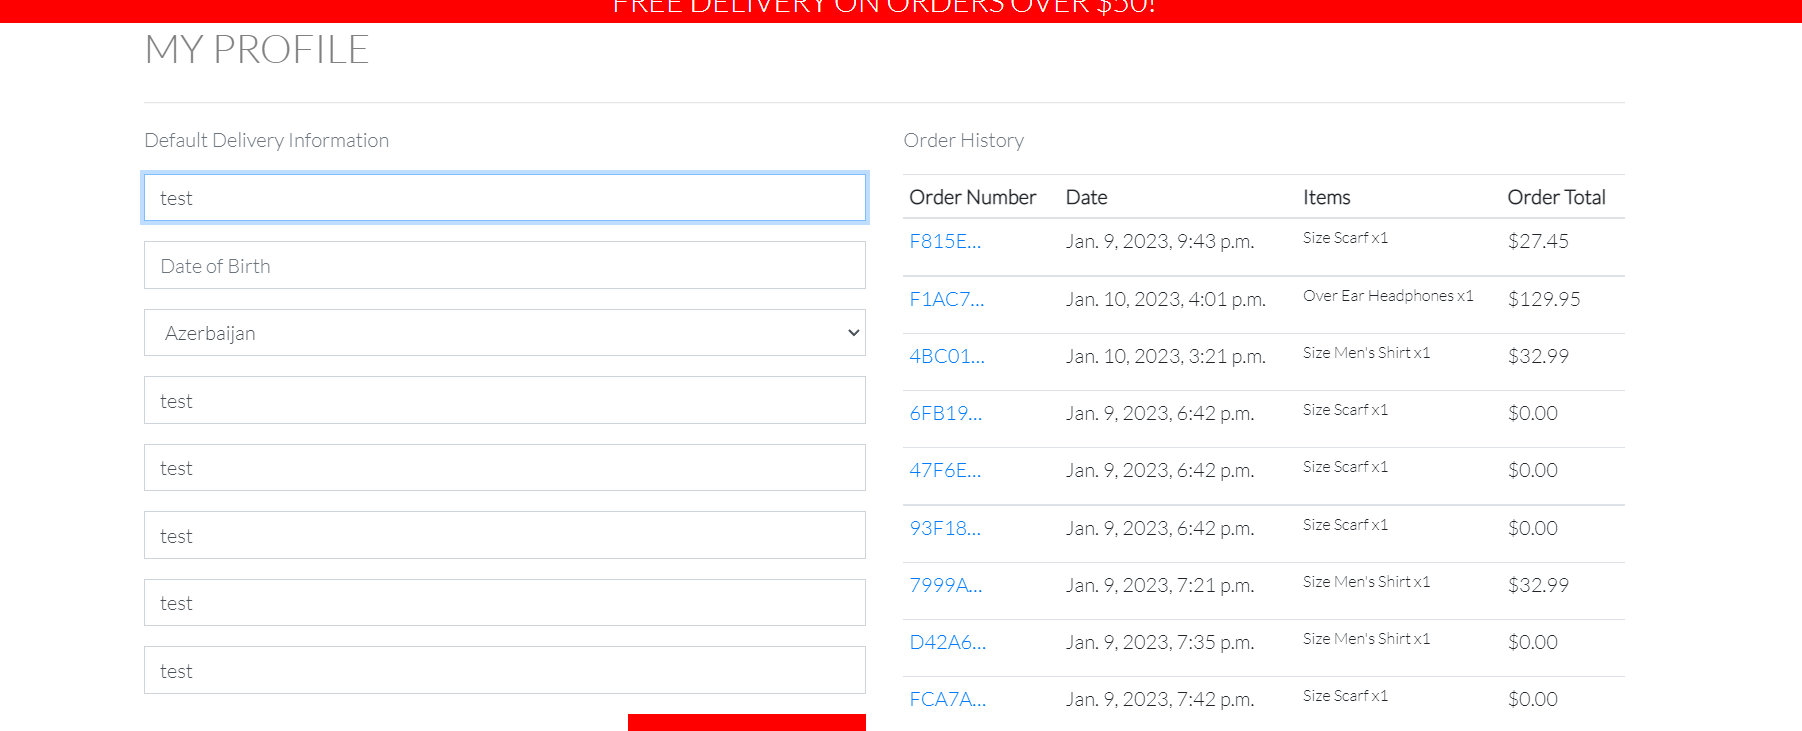 FREE DELIVERY ON ORDERS OVER $50!
MY PROFILE
Default Delivery Information
test
Date of Birth
Azerbaijan
test
test
test
test
test
Order History
Order Number Date Items Order Total
F815E... Jan. 9, 2023, 9:43 p.m. Size Scarf x1 $27.45
F1AC7... Jan. 10, 2023, 4:01 p.m. Over Ear Headphones x1 $129.95
4BC01... Jan. 10, 2023, 3:21 p.m. Size Men's Shirt x1 $32.99
6FB19... Jan. 9, 2023, 6:42 p.m. Size Scarf x1 $0.00
47F6E... Jan. 9, 2023, 6:42 p.m. Size Scarf x1 $0.00
93F18... Jan. 9, 2023, 6:42 p.m. Size Scarf x1 $0.00
7999A... Jan. 9, 2023, 7:21 p.m. Size Men's Shirt x1 $32.99
D42A6... Jan. 9, 2023, 7:35 p.m. Size Men's Shirt x1 $0.00
FCA7A... Jan. 9, 2023, 7:42 p.m. Size Scarf x1 $0.00